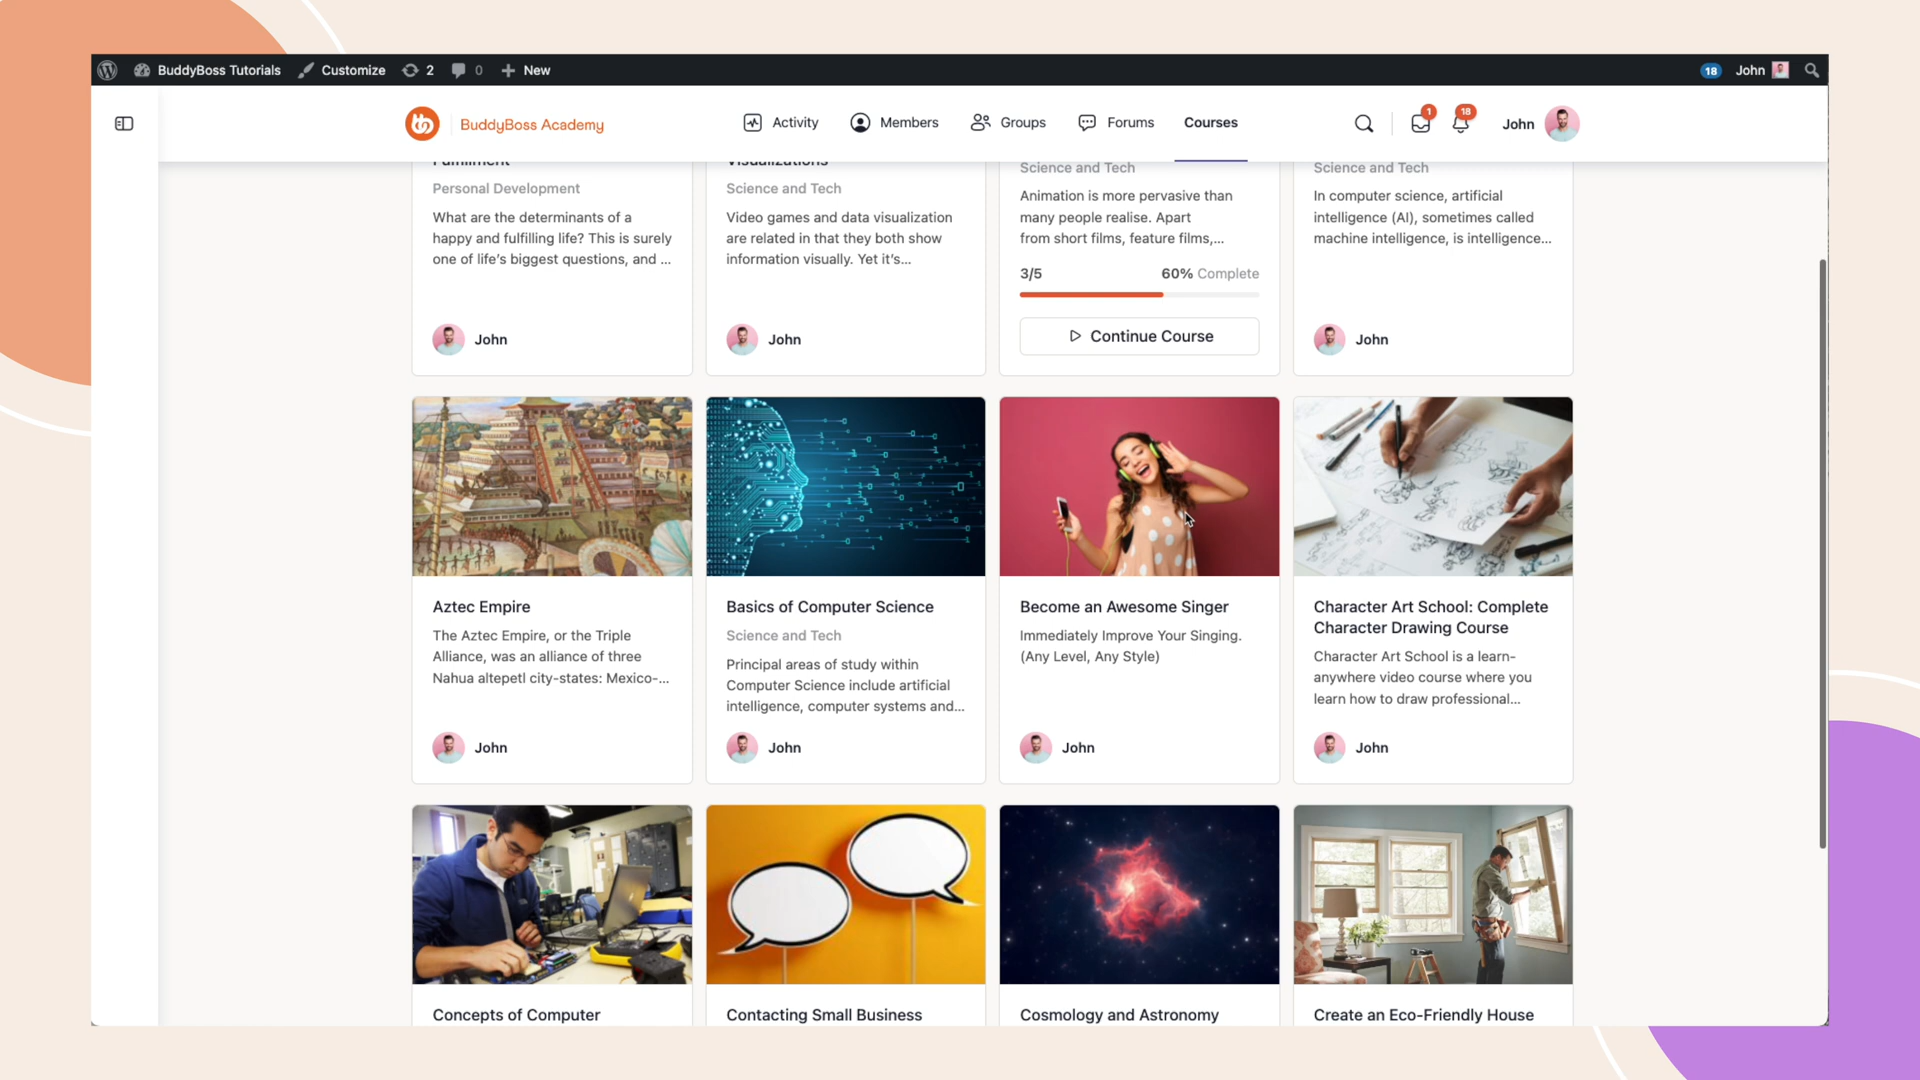 BuddyBoss Tutorials Customize 2 0 New 18 John
BuddyBoss Academy Activity Members Groups Forums Courses 1 18 John
Fulfillment
Personal Development
What are the determinants of a
happy and fulfilling life? This is surely
one of life's biggest questions, and ...
John
Visualizations
Science and Tech
Video games and data visualization
are related in that they both show
information visually. Yet it's...
John
Science and Tech
Animation is more pervasive than
many people realise. Apart
from short films, feature films,...
3/5 60% Complete
Continue Course
Science and Tech
In computer science, artificial
intelligence (AI), sometimes called
machine intelligence, is intelligence...
John
Aztec Empire
The Aztec Empire, or the Triple
Alliance, was an alliance of three
Nahua altepetl city-states: Mexico-...
John
Basics of Computer Science
Science and Tech
Principal areas of study within
Computer Science include artificial
intelligence, computer systems and...
John
Become an Awesome Singer
Immediately Improve Your Singing.
(Any Level, Any Style)
John
Character Art School: Complete
Character Drawing Course
Character Art School is a learn-
anywhere video course where you
learn how to draw professional...
John
Concepts of Computer
Contacting Small Business
Cosmology and Astronomy
Create an Eco-Friendly House